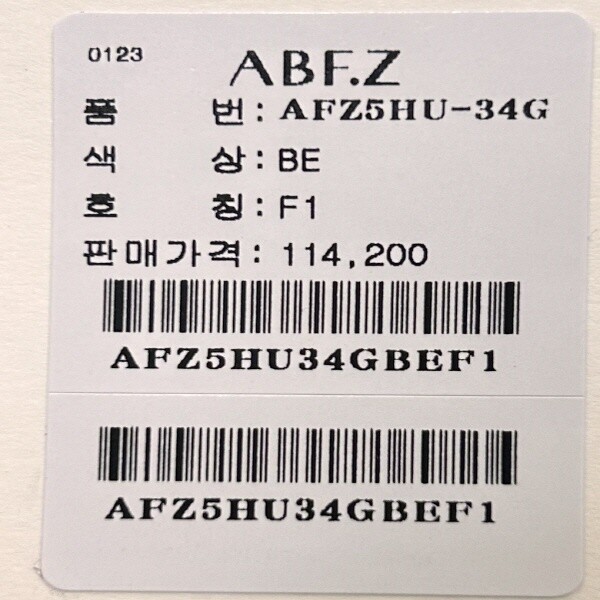 0123
ABF.Z
품 번: AFZ5HU-34G
색 상: BE
호 칭: F1
판매가격: 114,200
AFZ5HU34GBEF1
AFZ5HU34GBEF1